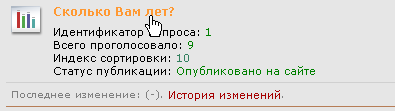 Сколько Вам лет?
Идентификатор опроса: 1
Всего проголосовало: 9
Индекс сортировки: 10
Статус публикации: Опубликовано на сайте
Последнее изменение: (-). История изменений.